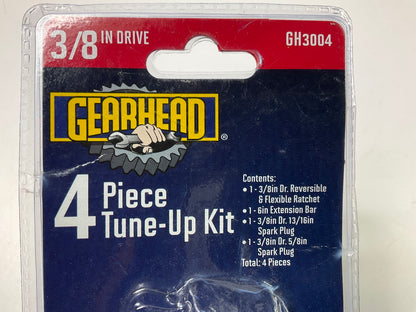 3/8 IN DRIVE
GH3004
GEARHEAD®
4 Piece
Tune-Up Kit
Contents:
• 1 - 3/8in Dr. Reversible
& Flexible Ratchet
• 1 - 6in Extension Bar
• 1 - 3/8in Dr. 13/16in
Spark Plug
• 1 - 3/8in Dr. 5/8in
Spark Plug
Total: 4 Pieces